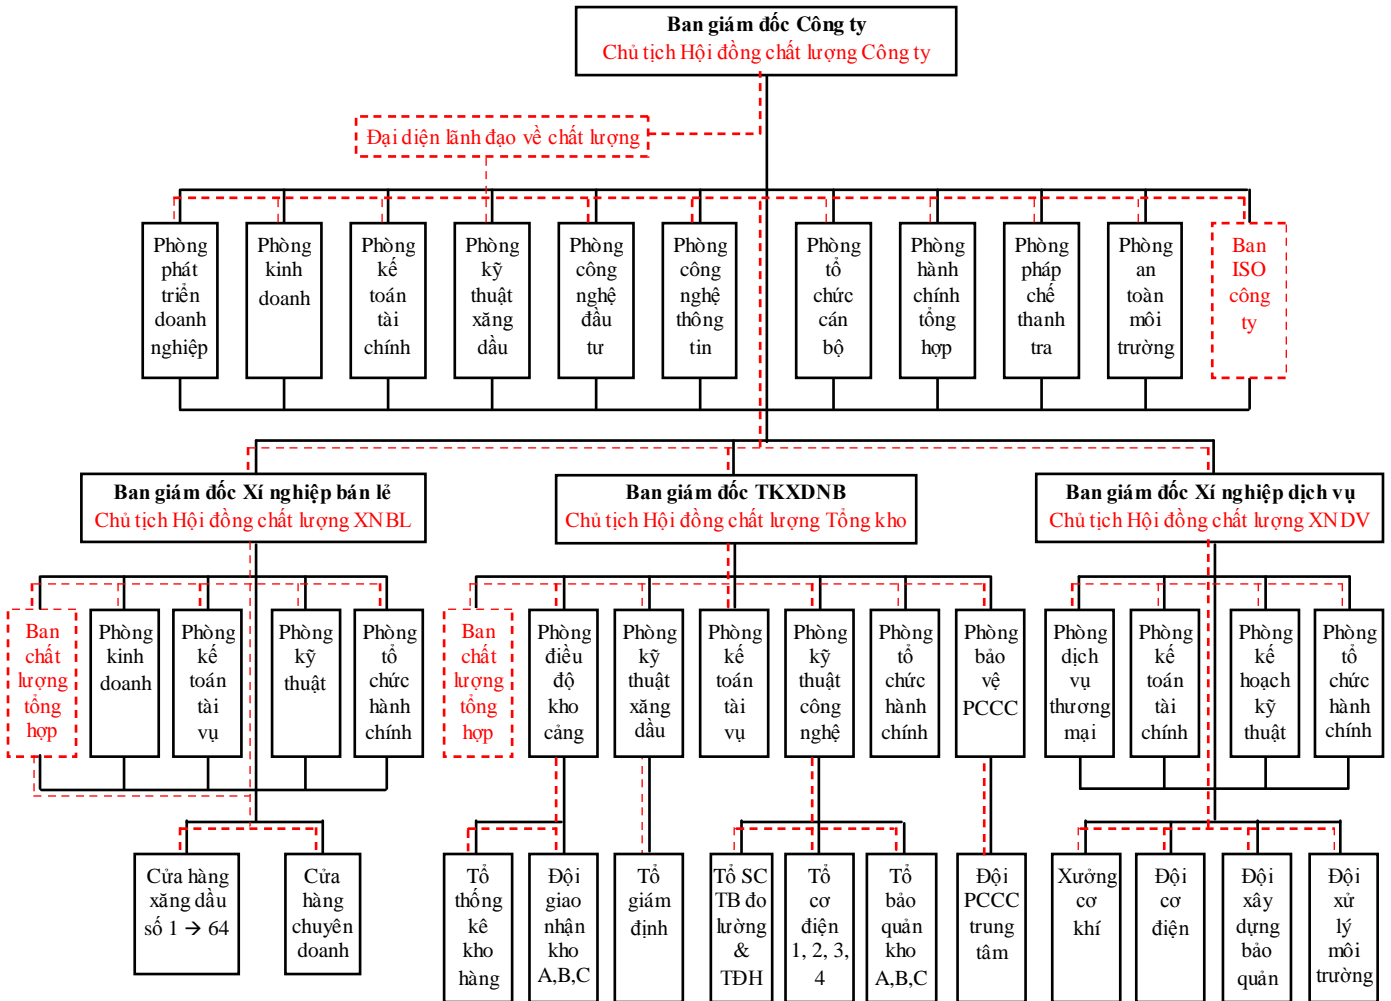 Ban giám đốc Công ty
Chủ tịch Hội đồng chất lượng Công ty
Đại diện lãnh đạo về chất lượng
Phòng
phát
triển
doanh
nghiệp
Phòng
kinh
doanh
Phòng
kế
toán
tài
chính
Phòng
kỹ
thuật
xăng
dầu
Phòng
công
nghệ
đầu
tư
Phòng
công
nghệ
thông
tin
Phòng
tổ
chức
cán
bộ
Phòng
hành
chính
tổng
hợp
Phòng
pháp
chế
thanh
tra
Phòng
an
toàn
môi
trường
Ban
ISO
công
ty
Ban giám đốc Xí nghiệp bán lẻ
Chủ tịch Hội đồng chất lượng XNBL
Ban giám đốc TKXDNB
Chủ tịch Hội đồng chất lượng Tổng kho
Ban giám đốc Xí nghiệp dịch vụ
Chủ tịch Hội đồng chất lượng XNDV
Ban
chất
lượng
tổng
hợp
Phòng
kinh
doanh
Phòng
kế
toán
tài
vụ
Phòng
kỹ
thuật
Phòng
tổ
chức
hành
chính
Ban
chất
lượng
tổng
hợp
Phòng
điều
độ
kho
cảng
Phòng
kỹ
thuật
xăng
dầu
Phòng
kế
toán
tài
vụ
Phòng
kỹ
thuật
công
nghệ
Phòng
tổ
chức
hành
chính
Phòng
bảo
vệ
PCCC
Phòng
dịch
vụ
thương
mại
Phòng
kế
toán
tài
chính
Phòng
kế
hoạch
kỹ
thuật
Phòng
tổ
chức
hành
chính
Cửa hàng
xăng dầu
số 1 → 64
Cửa
hàng
chuyên
doanh
Tổ
thống
kê
kho
hàng
Đội
giao
nhận
kho
A,B,C
Tổ
giám
định
Tổ SC
TB đo
lường
&
TĐH
Tổ
cơ
điện
1, 2, 3,
4
Tổ
bảo
quản
kho
A,B,C
Đội
PCCC
trung
tâm
Xưởng
cơ
khí
Đội
cơ
điện
Đội
xây
dựng
bảo
quản
Đội
xử
lý
môi
trường